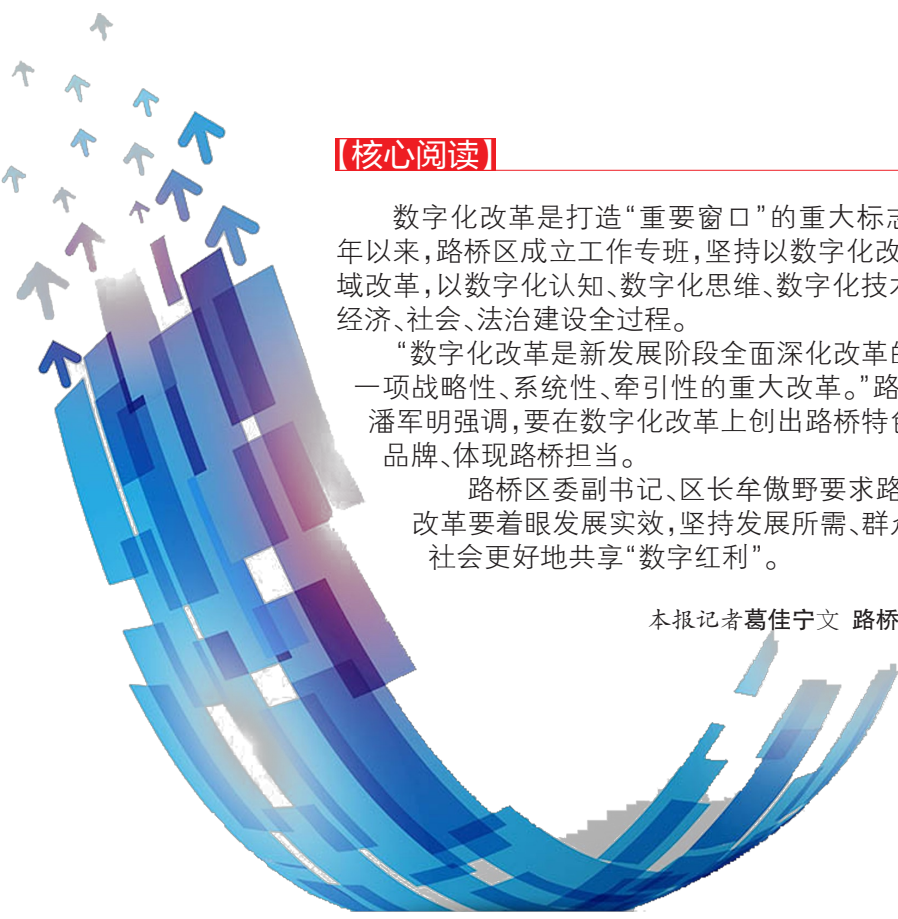 【核心阅读】
数字化改革是打造“重要窗口”的重大标志
年以来,路桥区成立工作专班,坚持以数字化改
域改革,以数字化认知、数字化思维、数字化技
经济、社会、法治建设全过程。
“数字化改革是新发展阶段全面深化改革的
一项战略性、系统性、牵引性的重大改革。”路
潘军明强调,要在数字化改革上创出路桥特色
品牌、体现路桥担当。
路桥区委副书记、区长牟傲野要求路
改革要着眼发展实效,坚持发展所需、群
社会更好地共享“数字红利”。
本报记者葛佳宁文 路桥